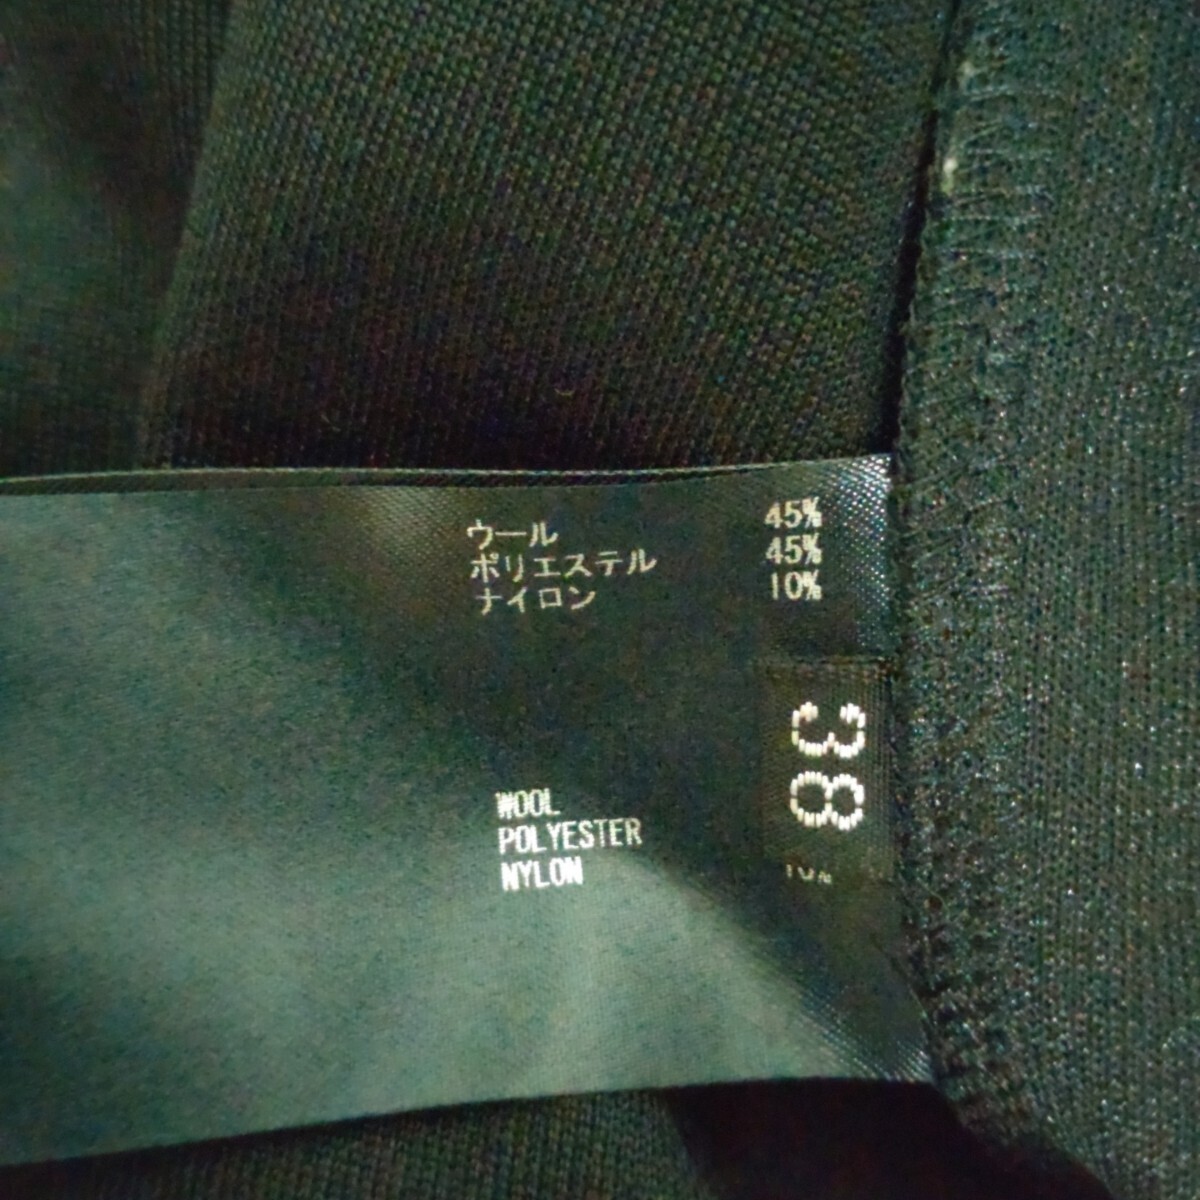 ウール 45%
ポリエステル 45%
ナイロン 10%
38
WOOL
POLYESTER
NYLON